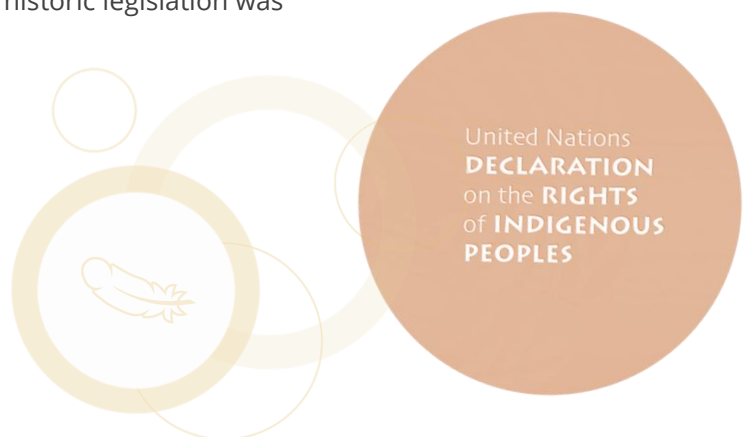 historic legislation was
United Nations
DECLARATION
on the RIGHTS
of INDIGENOUS
PEOPLES